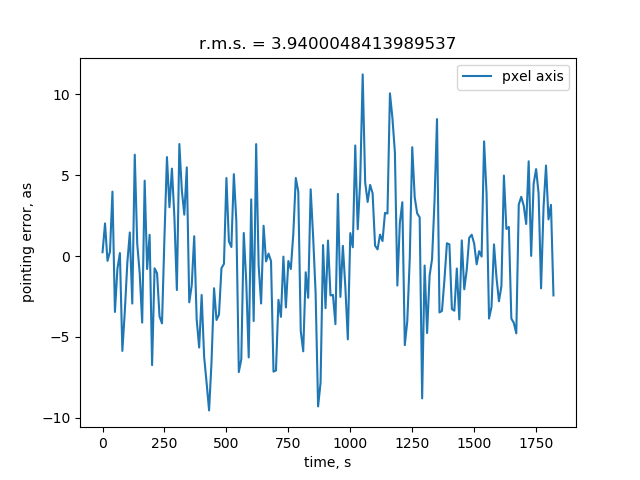 r.m.s. = 3.9400048413989537
pxel axis
10
5
0
−5
−10
pointing error, as
0 250 500 750 1000 1250 1500 1750
time, s